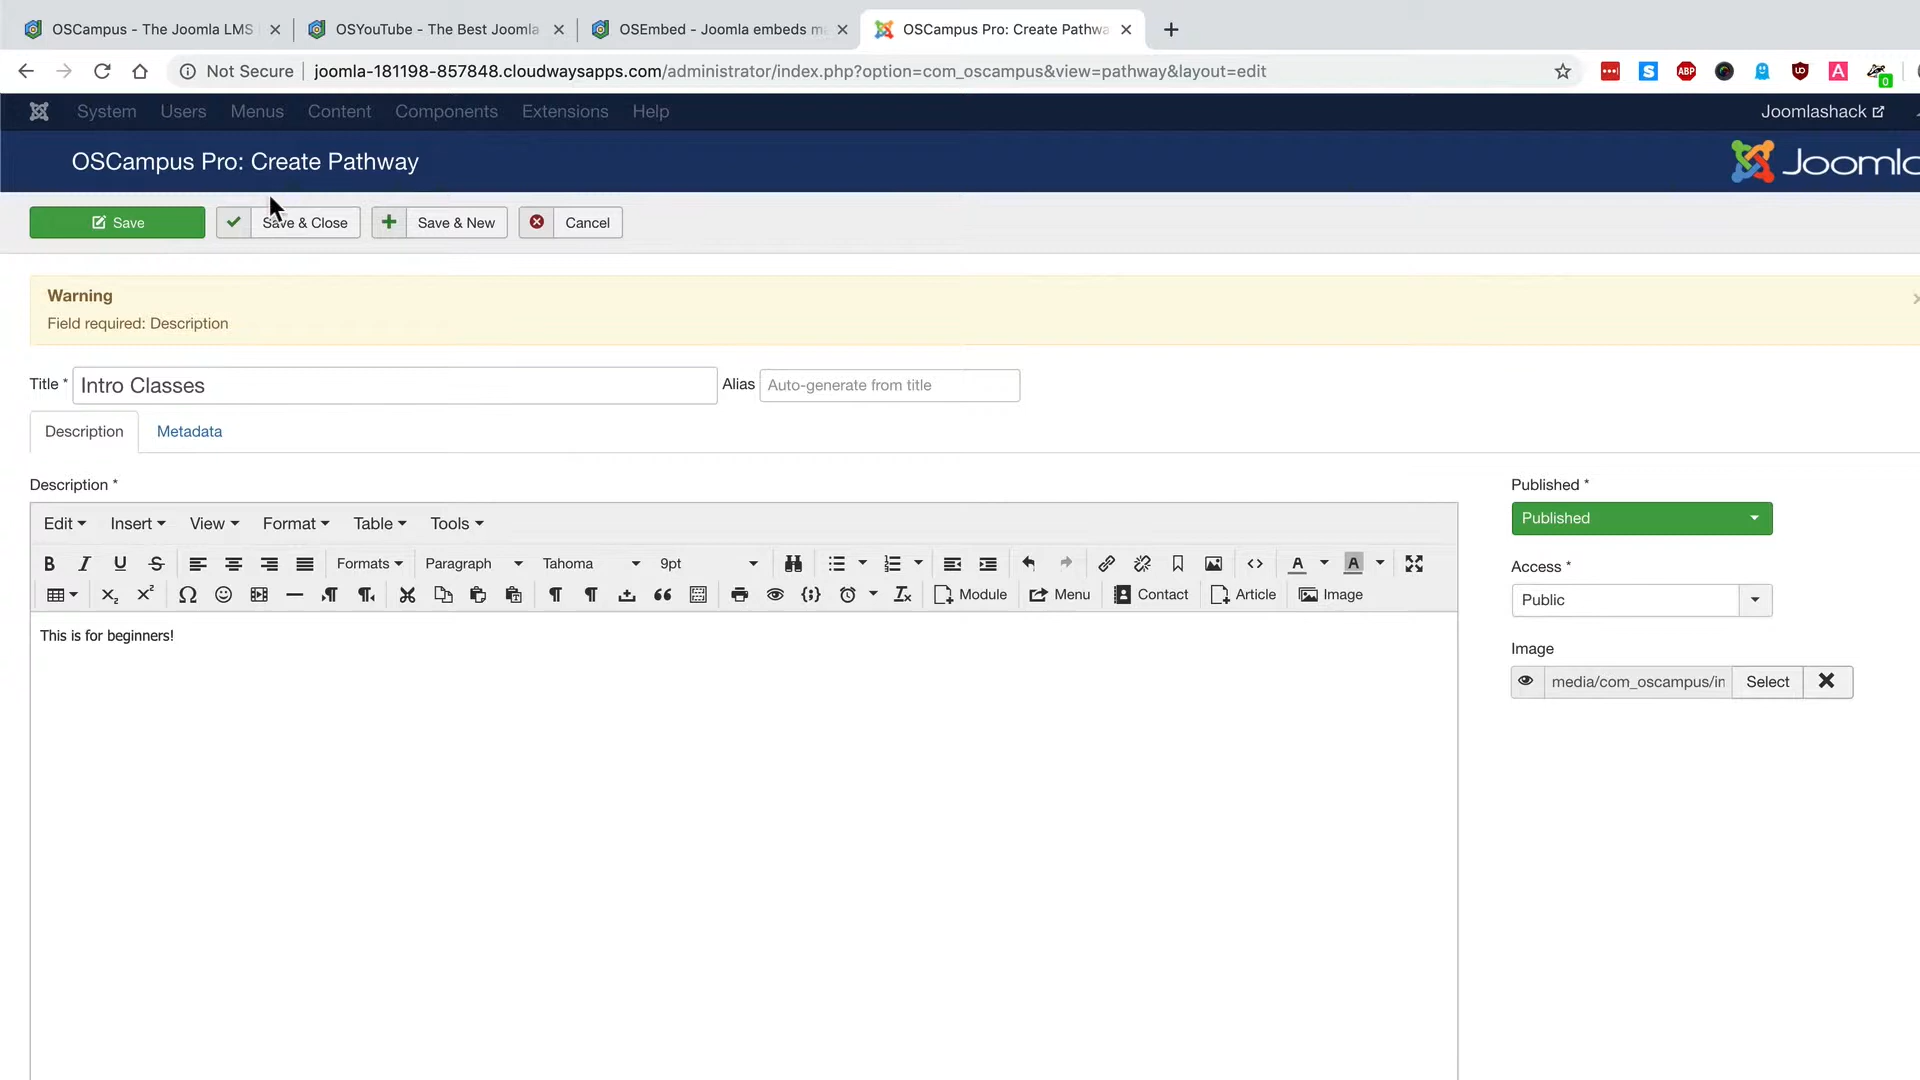 OSCampus - The Joomla LMS
OSYouTube - The Best Joomla
OSEmbed - Joomla embeds m
OSCampus Pro: Create Pathwa
Not Secure
joomla-181198-857848.cloudwaysapps.com/administrator/index.php?option=com_oscampus&view=pathway&layout=edit
ABP
S
A
0
System Users Menus Content Components Extensions Help
Joomlashack
OSCampus Pro: Create Pathway
Joomla
Save
Save & Close
Save & New
Cancel
Warning
Field required: Description
Title * Intro Classes Alias Auto-generate from title
Description Metadata
Description *
Published *
Edit Insert View Format Table Tools
Published
Formats Paragraph Tahoma 9pt
Access *
Module Menu Contact Article Image
Public
This is for beginners!
Image
media/com_oscampus/in Select